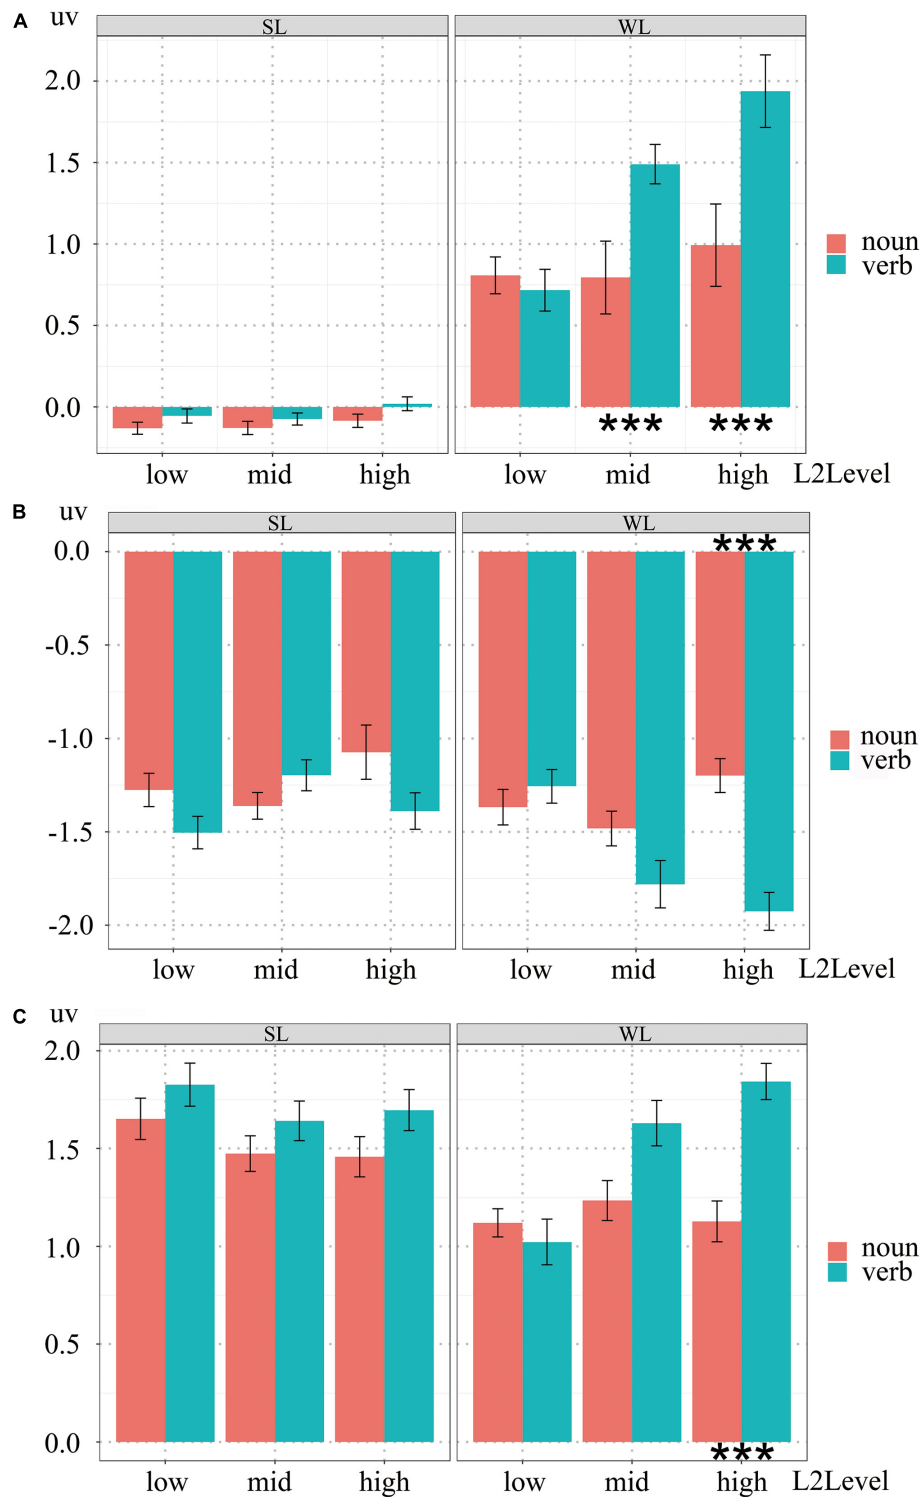 A uv
SL WL
2.0
1.5
1.0
0.5
0.0
noun
verb
*** ***
low mid high low mid high L2Level
B uv
SL WL
0.0
***
-0.5
-1.0
-1.5
-2.0
noun
verb
low mid high low mid high L2Level
C uv
SL WL
2.0
1.5
1.0
0.5
0.0
noun
verb
***
low mid high low mid high L2Level